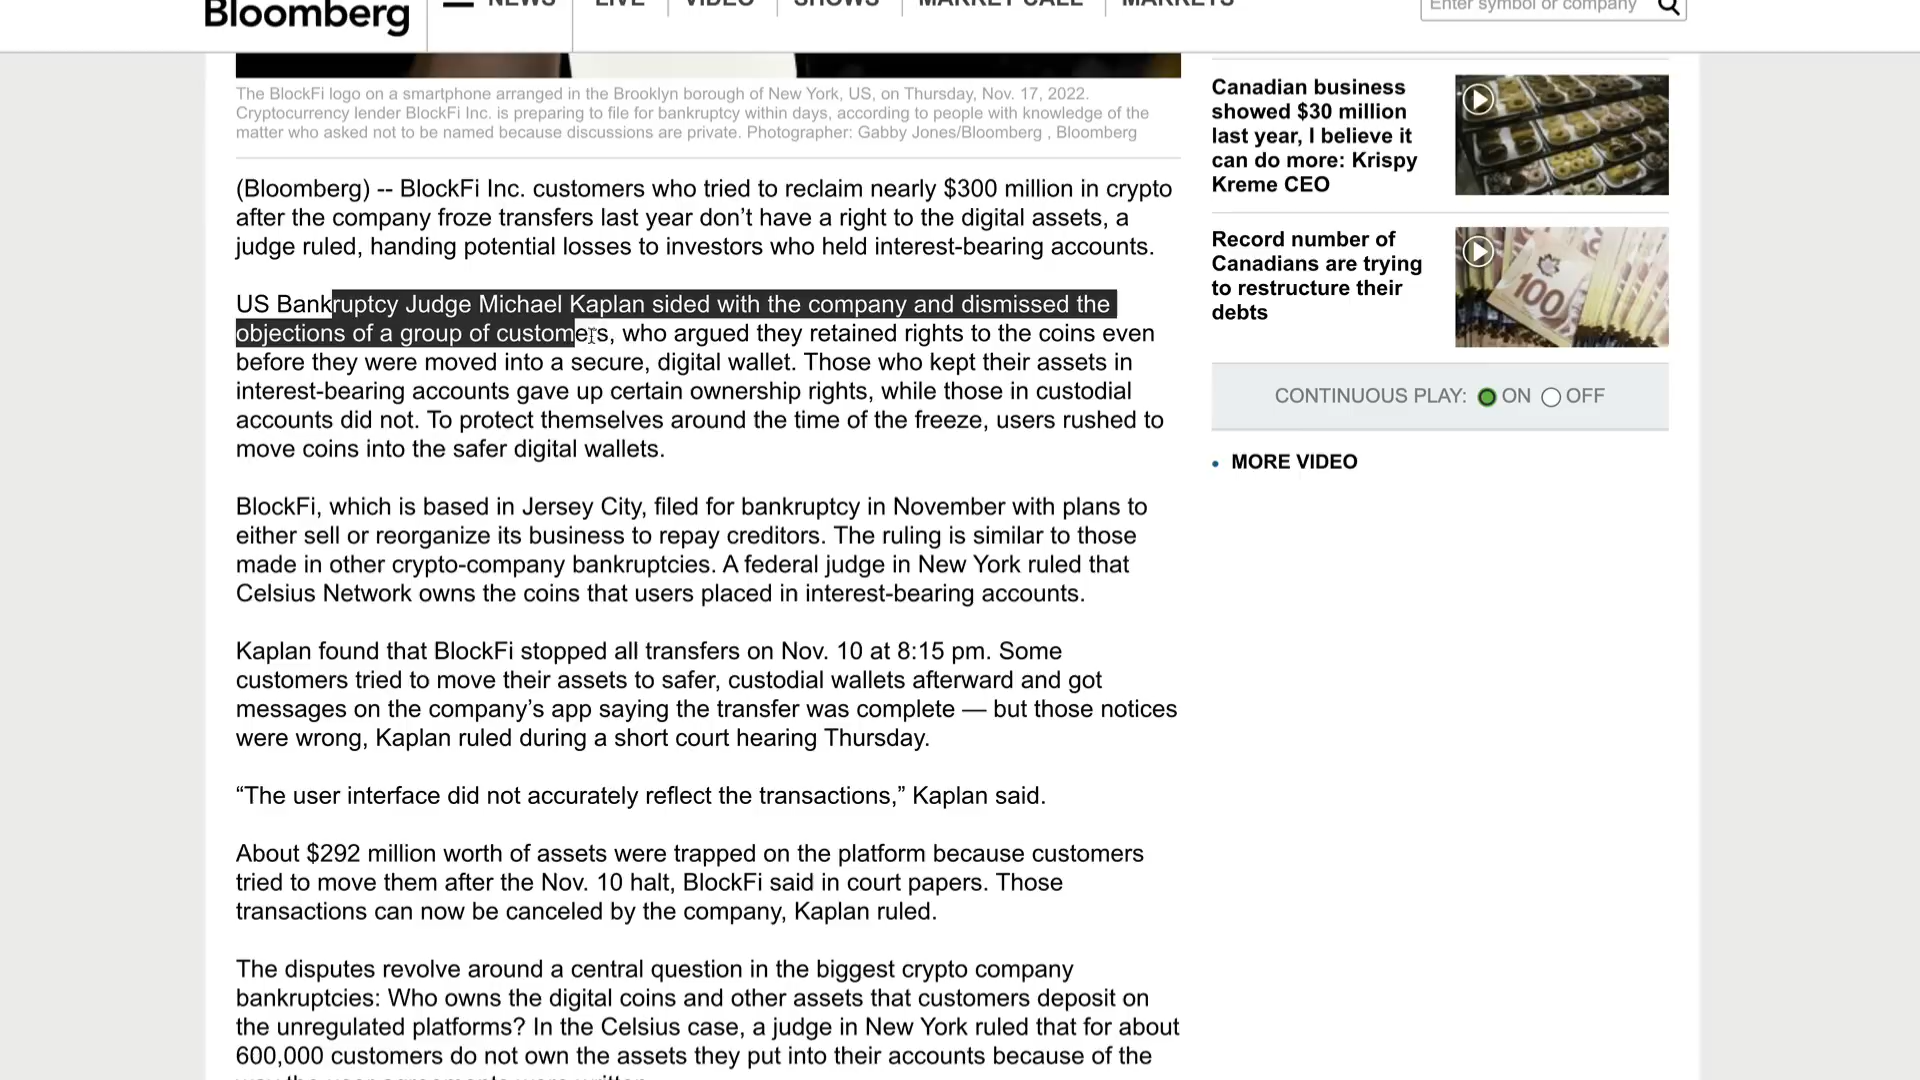 Bloomberg
NEWS
LIVE
VIDEO
SHOWS
MARKET CALL
MARKETS
Enter symbol or company
The BlockFi logo on a smartphone arranged in the Brooklyn borough of New York, US, on Thursday, Nov. 17, 2022.
Cryptocurrency lender BlockFi Inc. is preparing to file for bankruptcy within days, according to people with knowledge of the
matter who asked not to be named because discussions are private. Photographer: Gabby Jones/Bloomberg , Bloomberg
(Bloomberg) -- BlockFi Inc. customers who tried to reclaim nearly $300 million in crypto
after the company froze transfers last year don’t have a right to the digital assets, a
judge ruled, handing potential losses to investors who held interest-bearing accounts.
US Bankruptcy Judge Michael Kaplan sided with the company and dismissed the
objections of a group of customers, who argued they retained rights to the coins even
before they were moved into a secure, digital wallet. Those who kept their assets in
interest-bearing accounts gave up certain ownership rights, while those in custodial
accounts did not. To protect themselves around the time of the freeze, users rushed to
move coins into the safer digital wallets.
BlockFi, which is based in Jersey City, filed for bankruptcy in November with plans to
either sell or reorganize its business to repay creditors. The ruling is similar to those
made in other crypto-company bankruptcies. A federal judge in New York ruled that
Celsius Network owns the coins that users placed in interest-bearing accounts.
Kaplan found that BlockFi stopped all transfers on Nov. 10 at 8:15 pm. Some
customers tried to move their assets to safer, custodial wallets afterward and got
messages on the company’s app saying the transfer was complete — but those notices
were wrong, Kaplan ruled during a short court hearing Thursday.
“The user interface did not accurately reflect the transactions,” Kaplan said.
About $292 million worth of assets were trapped on the platform because customers
tried to move them after the Nov. 10 halt, BlockFi said in court papers. Those
transactions can now be canceled by the company, Kaplan ruled.
The disputes revolve around a central question in the biggest crypto company
bankruptcies: Who owns the digital coins and other assets that customers deposit on
the unregulated platforms? In the Celsius case, a judge in New York ruled that for about
600,000 customers do not own the assets they put into their accounts because of the
way the user agreements were written.
Canadian business
showed $30 million
last year, I believe it
can do more: Krispy
Kreme CEO
Record number of
Canadians are trying
to restructure their
debts
100
CONTINUOUS PLAY: ON OFF
• MORE VIDEO